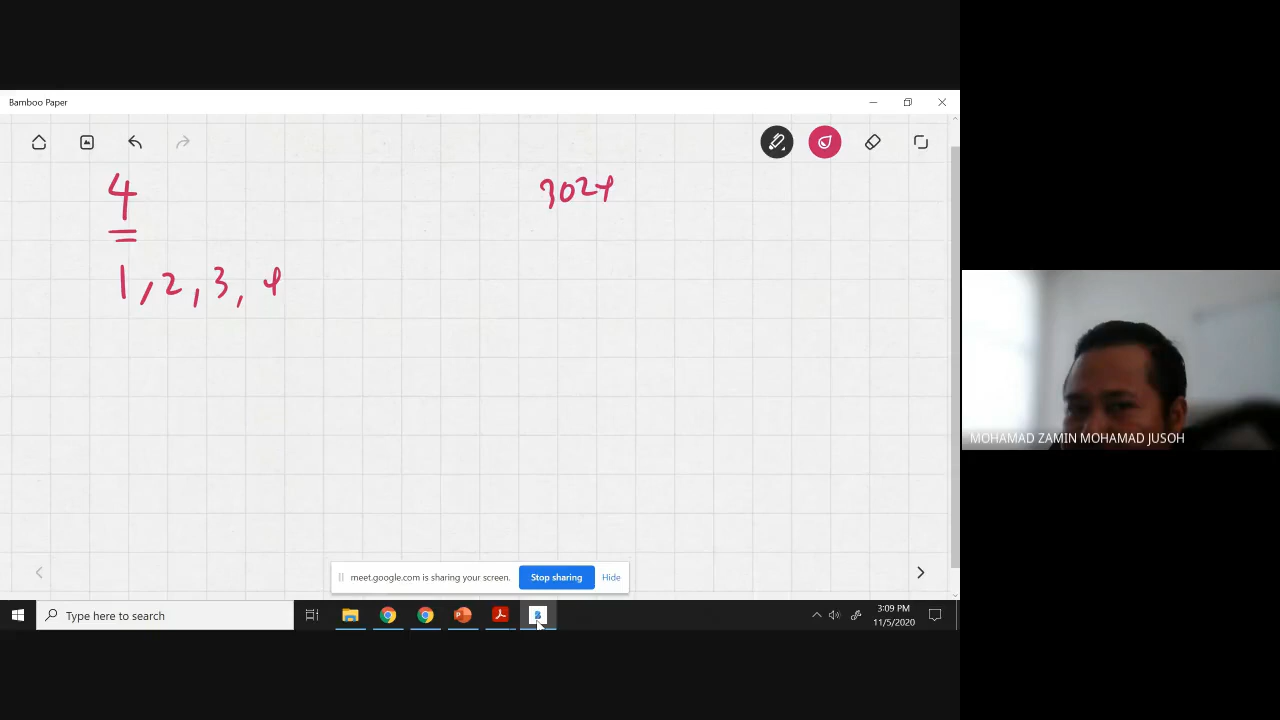 Bamboo Paper
4
3024
1, 2, 3, 4
meet.google.com is sharing your screen. Stop sharing Hide
MOHAMAD ZAMIN MOHAMAD JUSOH
Type here to search
3:09 PM
11/5/2020